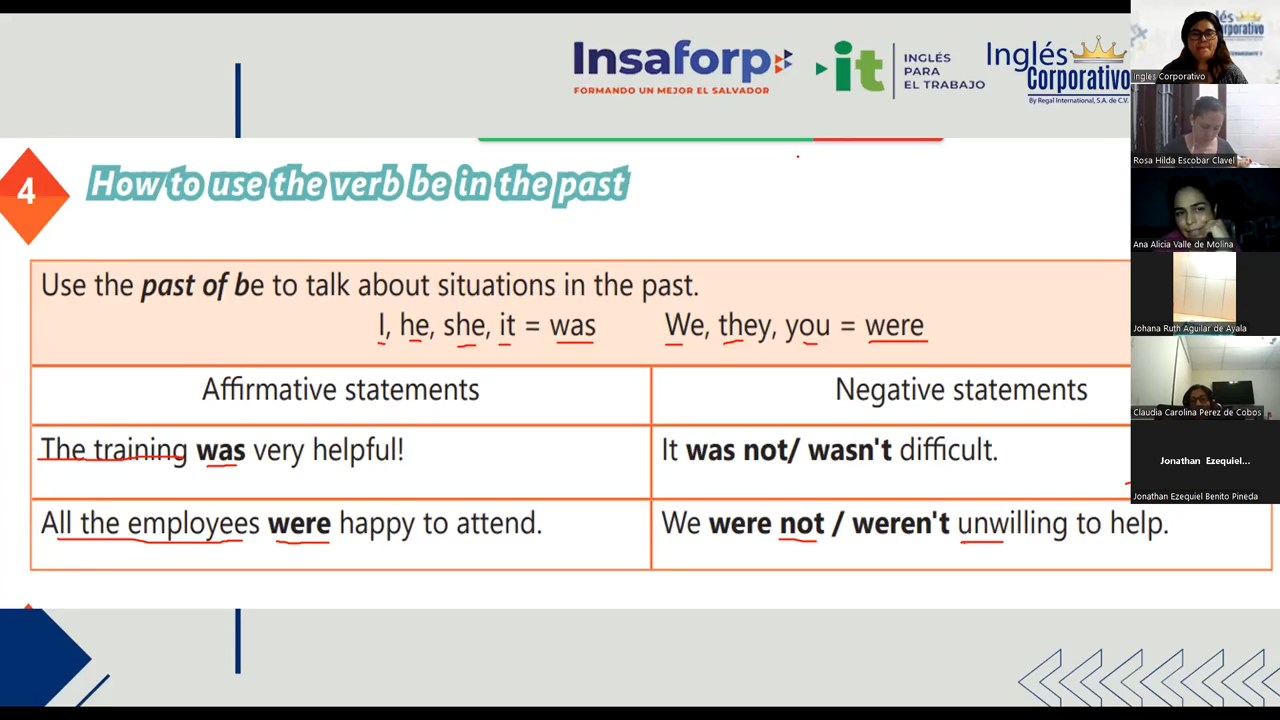 Insaforp
FORMANDO UN MEJOR EL SALVADOR
it
INGLÉS
PARA
EL TRABAJO
Inglés
Corporativo
By Regal International, S.A. de C.V.
4
How to use the verb be in the past
Use the past of be to talk about situations in the past.
I, he, she, it = was We, they, you = were
Affirmative statements
Negative statements
The training was very helpful!
It was not/ wasn't difficult.
All the employees were happy to attend.
We were not / weren't unwilling to help.
Inglés Corporativo
Rosa Hilda Escobar Clavel
Ana Alicia Valle de Molina
Johana Ruth Aguilar de Ayala
Claudia Carolina Perez de Cobos
Jonathan Ezequiel...
Jonathan Ezequiel Benito Pineda